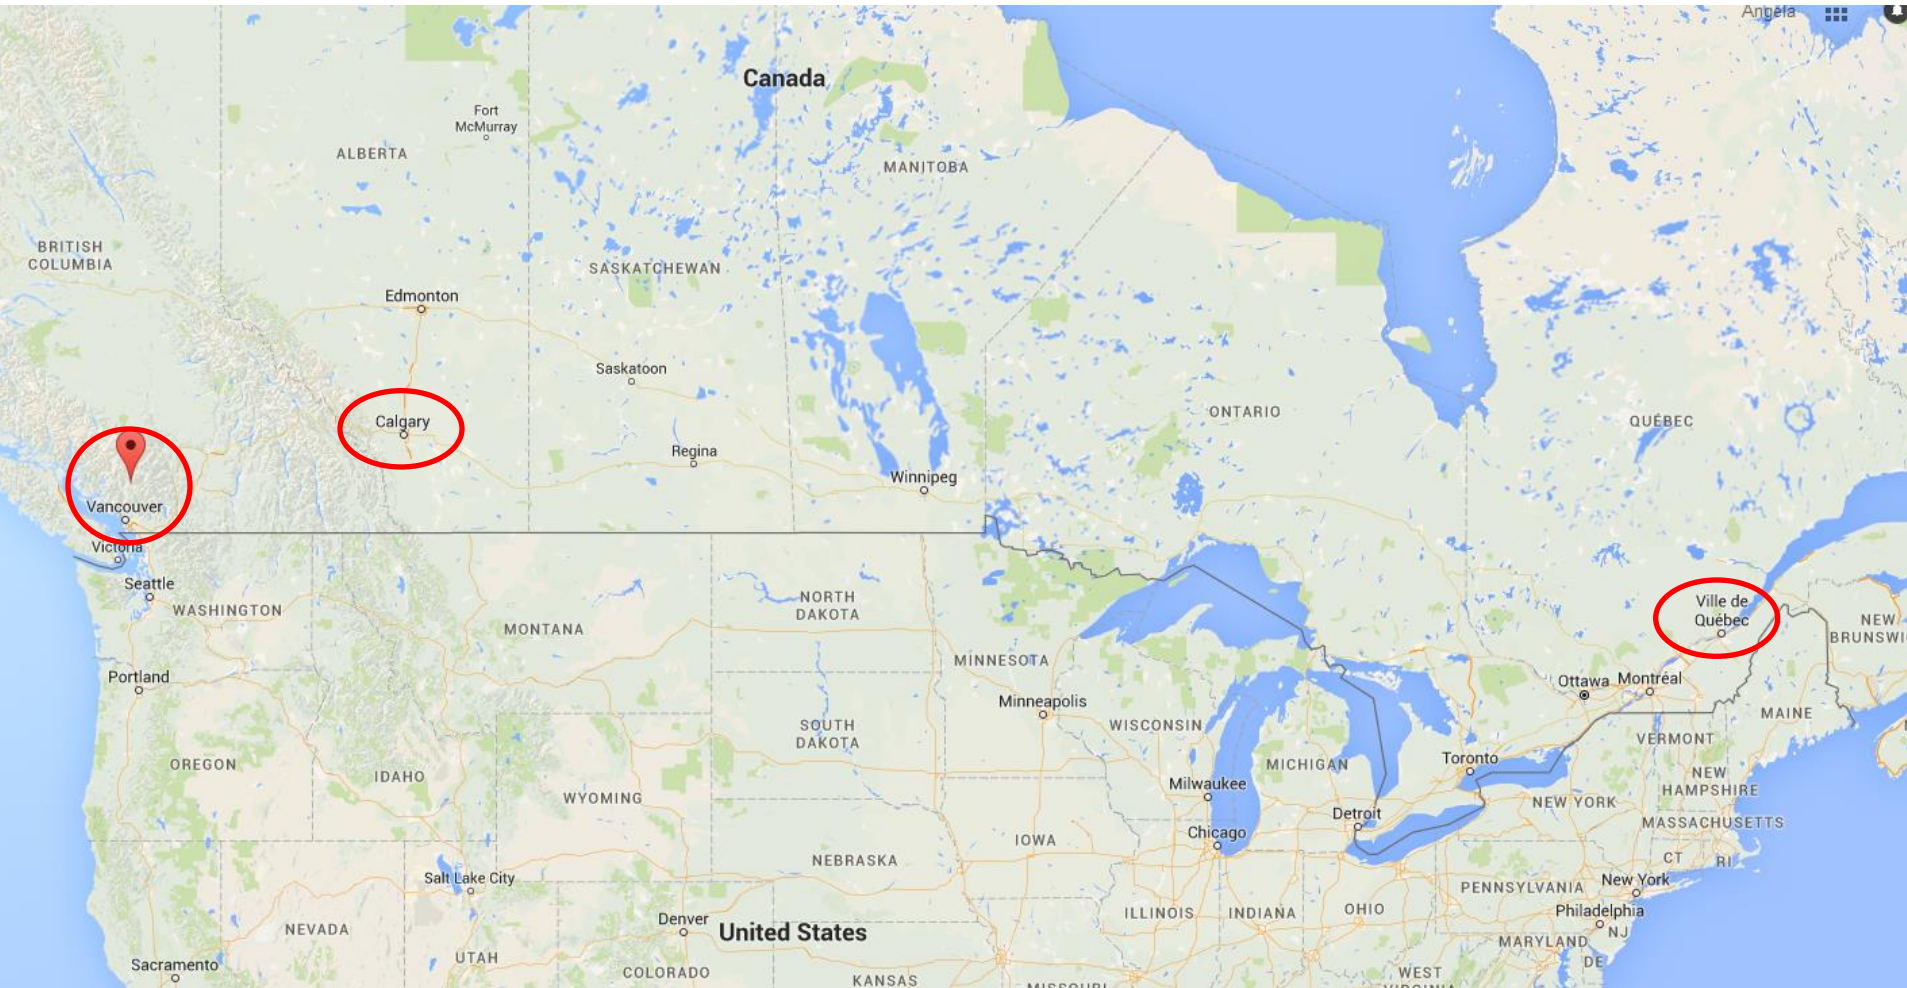 Angela
Canada
Fort
McMurray
ALBERTA
MANITOBA
BRITISH
COLUMBIA
SASKATCHEWAN
Edmonton
Saskatoon
Calgary
ONTARIO
QUÉBEC
Regina
Winnipeg
Vancouver
Victoria
Seattle
WASHINGTON
NORTH
DAKOTA
MONTANA
Ville de
Québec
NEW
BRUNSWI
MINNESOTA
Portland
Ottawa
Montréal
Minneapolis
WISCONSIN
SOUTH
DAKOTA
MAINE
VERMONT
OREGON
IDAHO
WYOMING
MICHIGAN
Toronto
Milwaukee
NEW
HAMPSHIRE
NEW YORK
Detroit
MASSACHUSETTS
Chicago
IOWA
NEBRASKA
CT
RI
Salt Lake City
PENNSYLVANIA
New York
ILLINOIS
INDIANA
OHIO
Philadelphia
NJ
Denver
United States
NEVADA
UTAH
MARYLAND
DE
Sacramento
COLORADO
KANSAS
MISSOURI
WEST
VIRGINIA